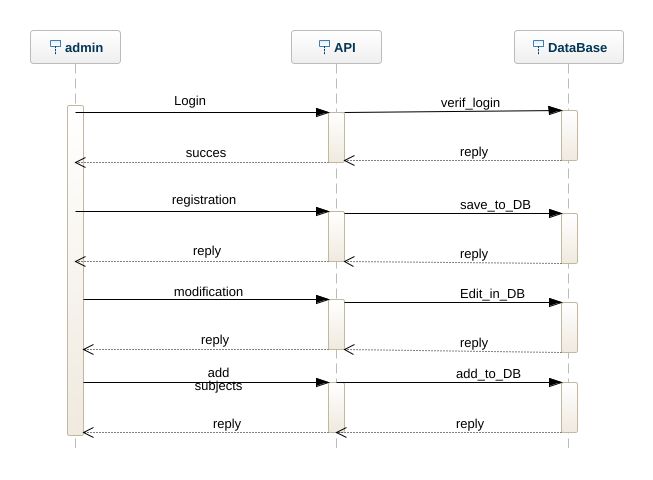 admin
API
DataBase
Login
verif_login
succes
reply
registration
save_to_DB
reply
reply
modification
Edit_in_DB
reply
reply
add
subjects
add_to_DB
reply
reply